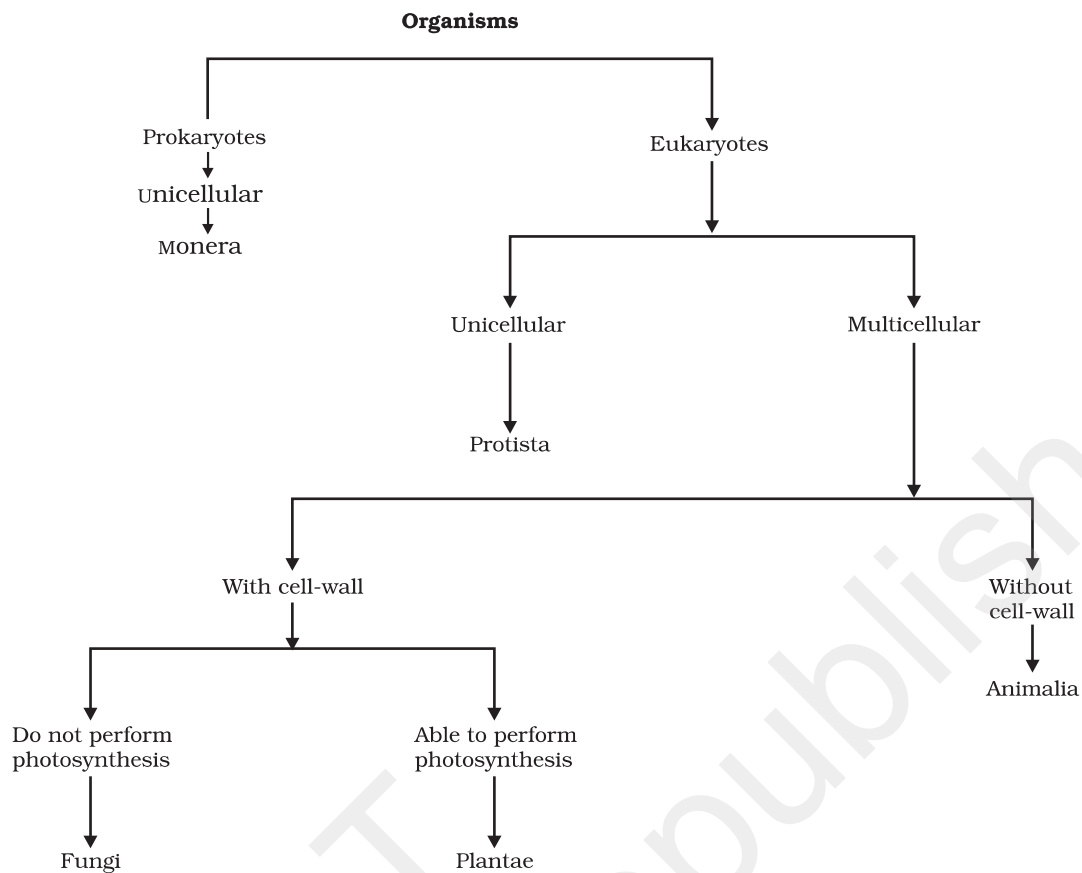 Organisms
Prokaryotes
Eukaryotes
Unicellular
Monera
Unicellular
Multicellular
Protista
With cell-wall
Without
cell-wall
Animalia
Do not perform
photosynthesis
Able to perform
photosynthesis
Fungi
Plantae